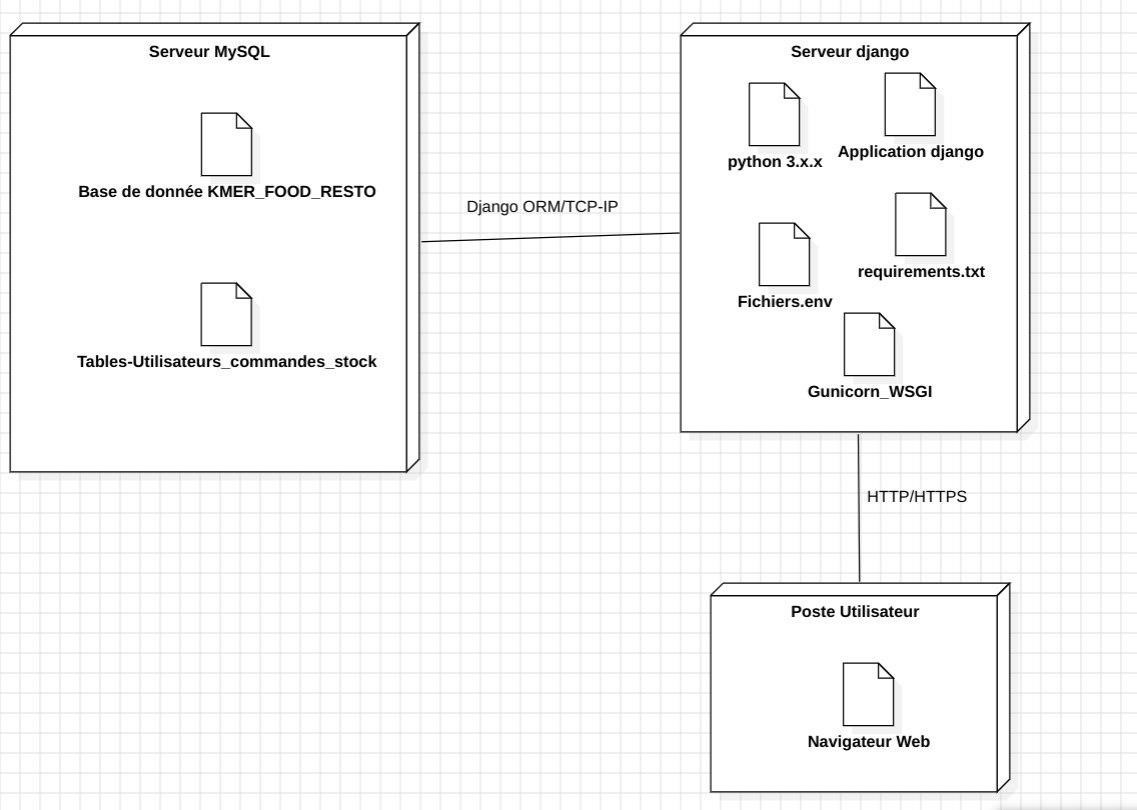 Serveur MySQL
Base de donnée KMER_FOOD_RESTO
Tables-Utilisateurs_commandes_stock
Django ORM/TCP-IP
Serveur django
python 3.x.x
Application django
requirements.txt
Fichiers.env
Gunicorn_WSGI
HTTP/HTTPS
Poste Utilisateur
Navigateur Web